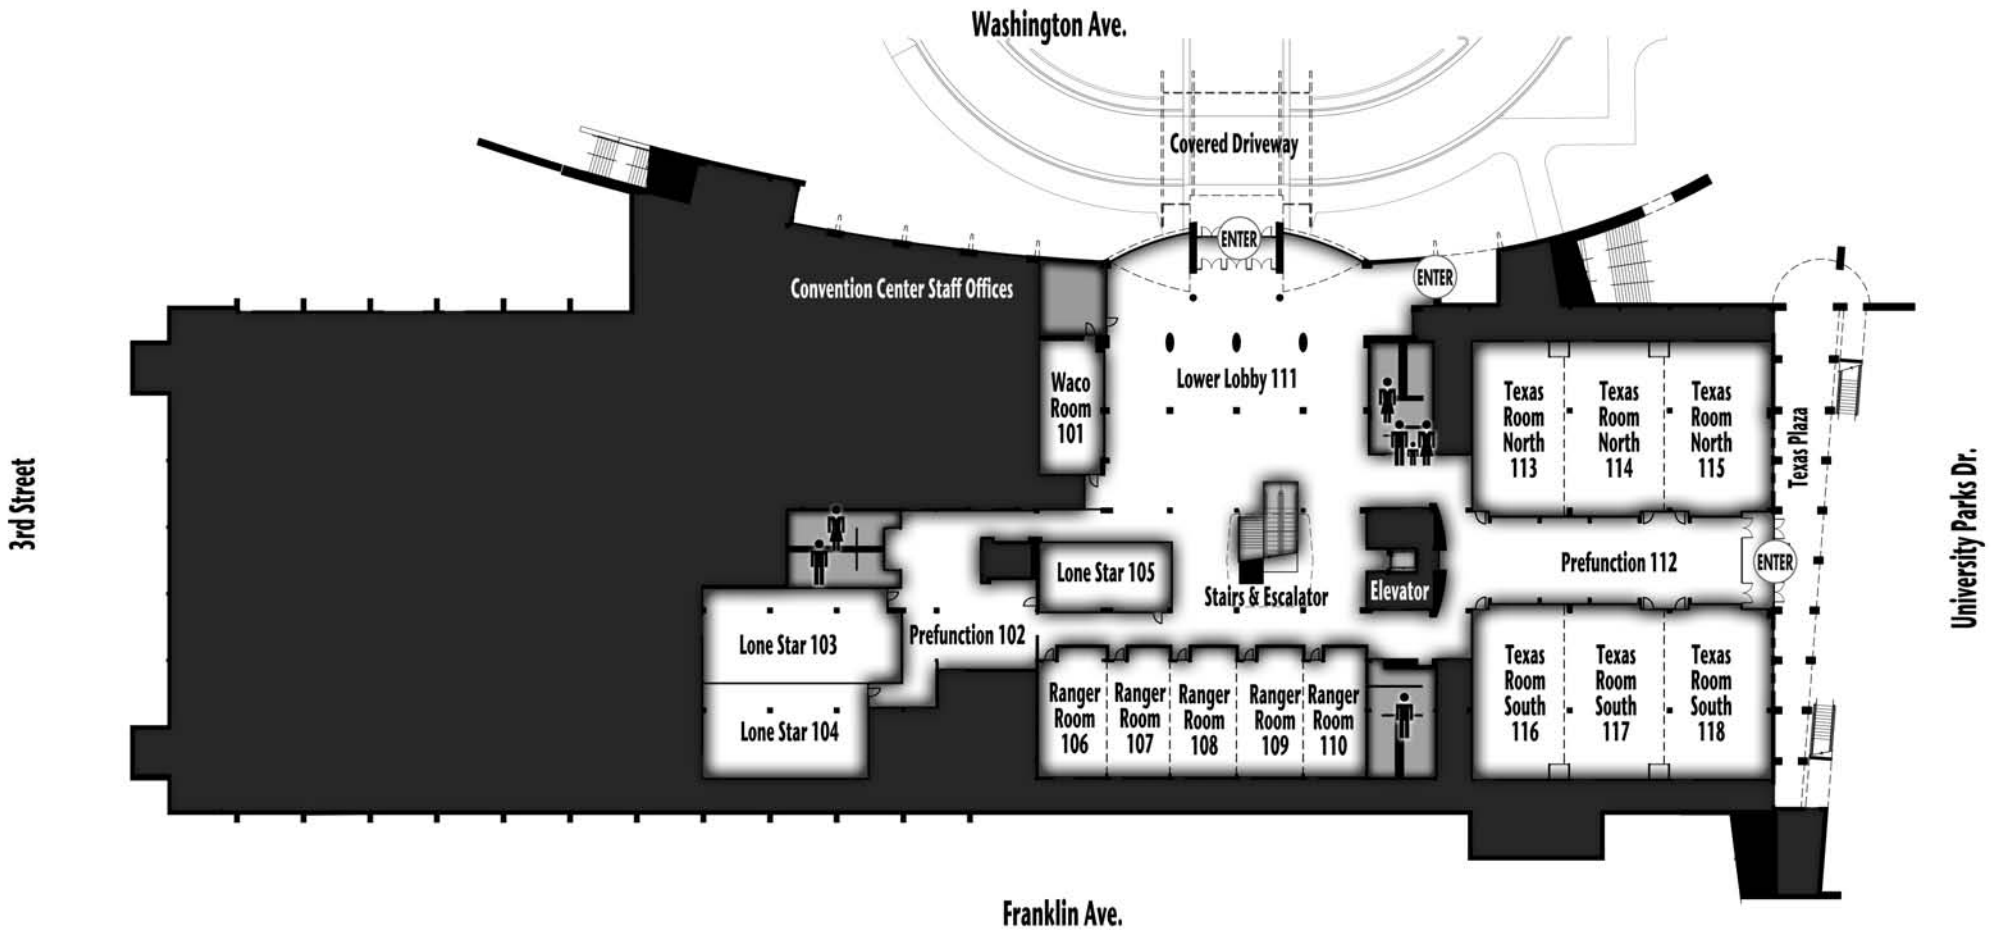 Washington Ave.
Covered Driveway
ENTER
ENTER
Convention Center Staff Offices
Waco
Room
101
Lower Lobby 111
Texas
Room
North
113
Texas
Room
North
114
Texas
Room
North
115
Texas Plaza
3rd Street
University Parks Dr.
Lone Star 105
Prefunction 112
ENTER
Stairs & Escalator
Elevator
Lone Star 103
Prefunction 102
Lone Star 104
Ranger
Room
106
Ranger
Room
107
Ranger
Room
108
Ranger
Room
109
Ranger
Room
110
Texas
Room
South
116
Texas
Room
South
117
Texas
Room
South
118
Franklin Ave.